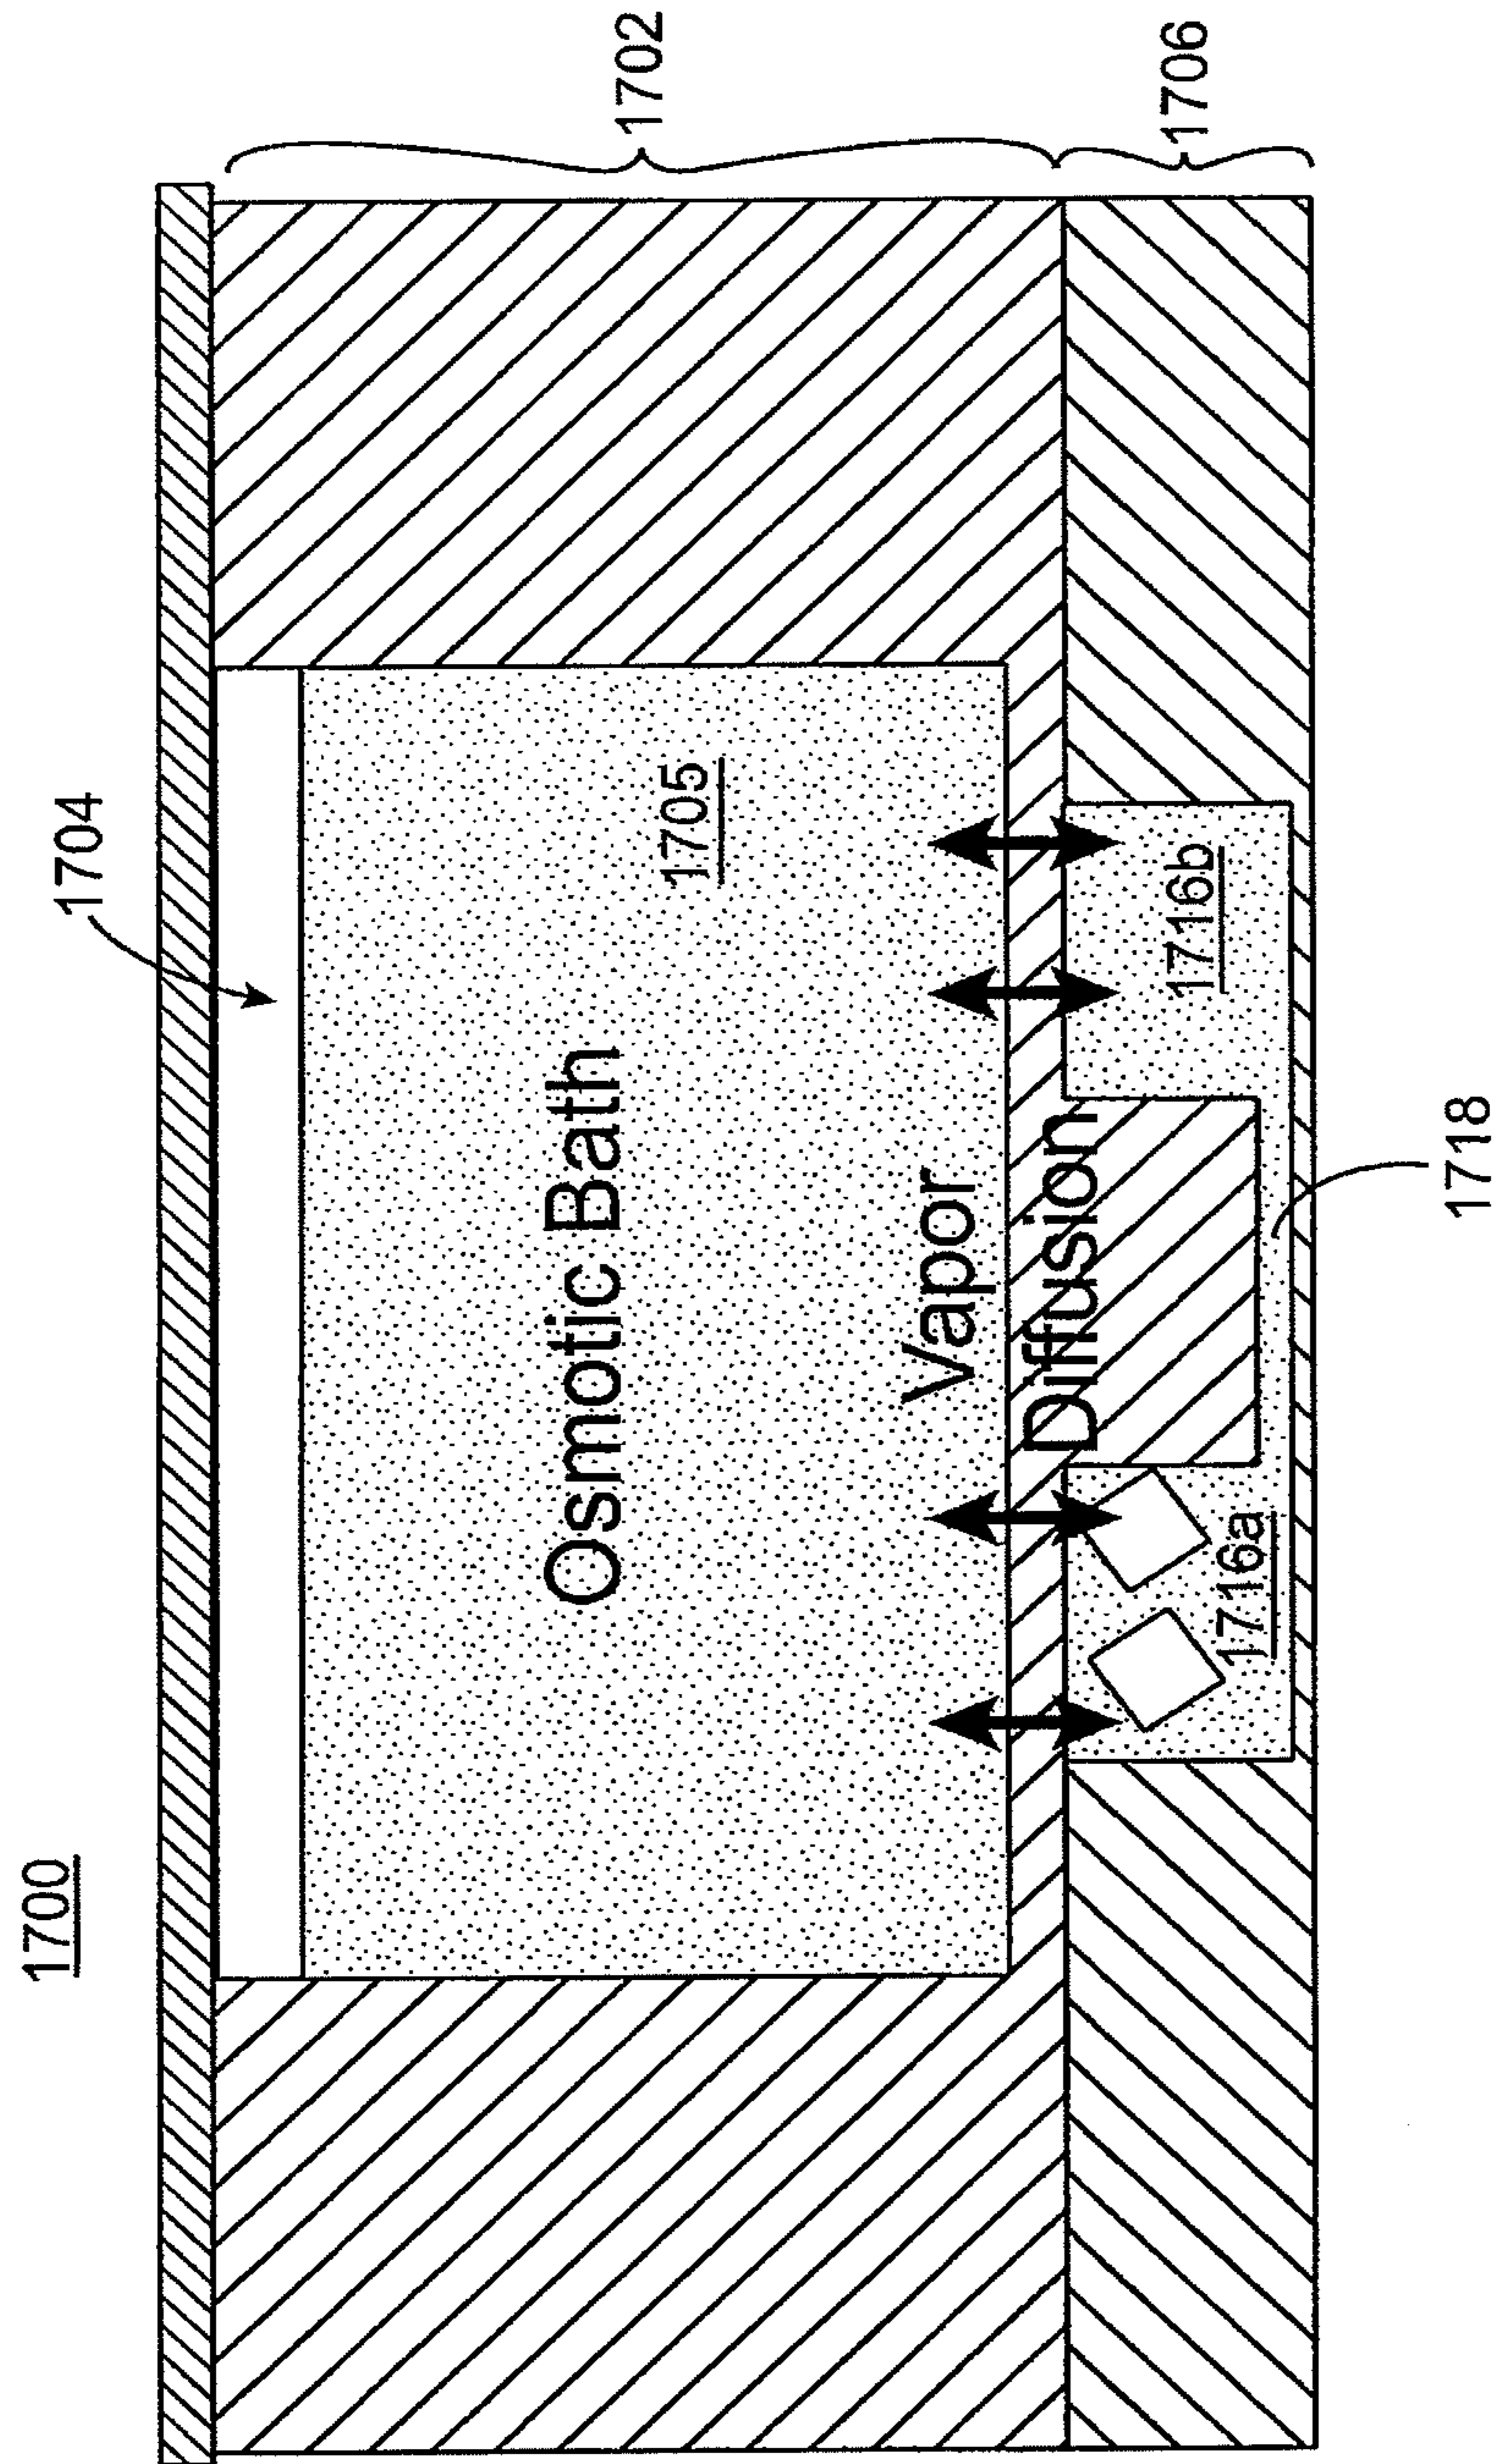 1700
1704
1702
Osmotic Bath
1705
Vapor
Diffusion
1706
1716a
1716b
1718